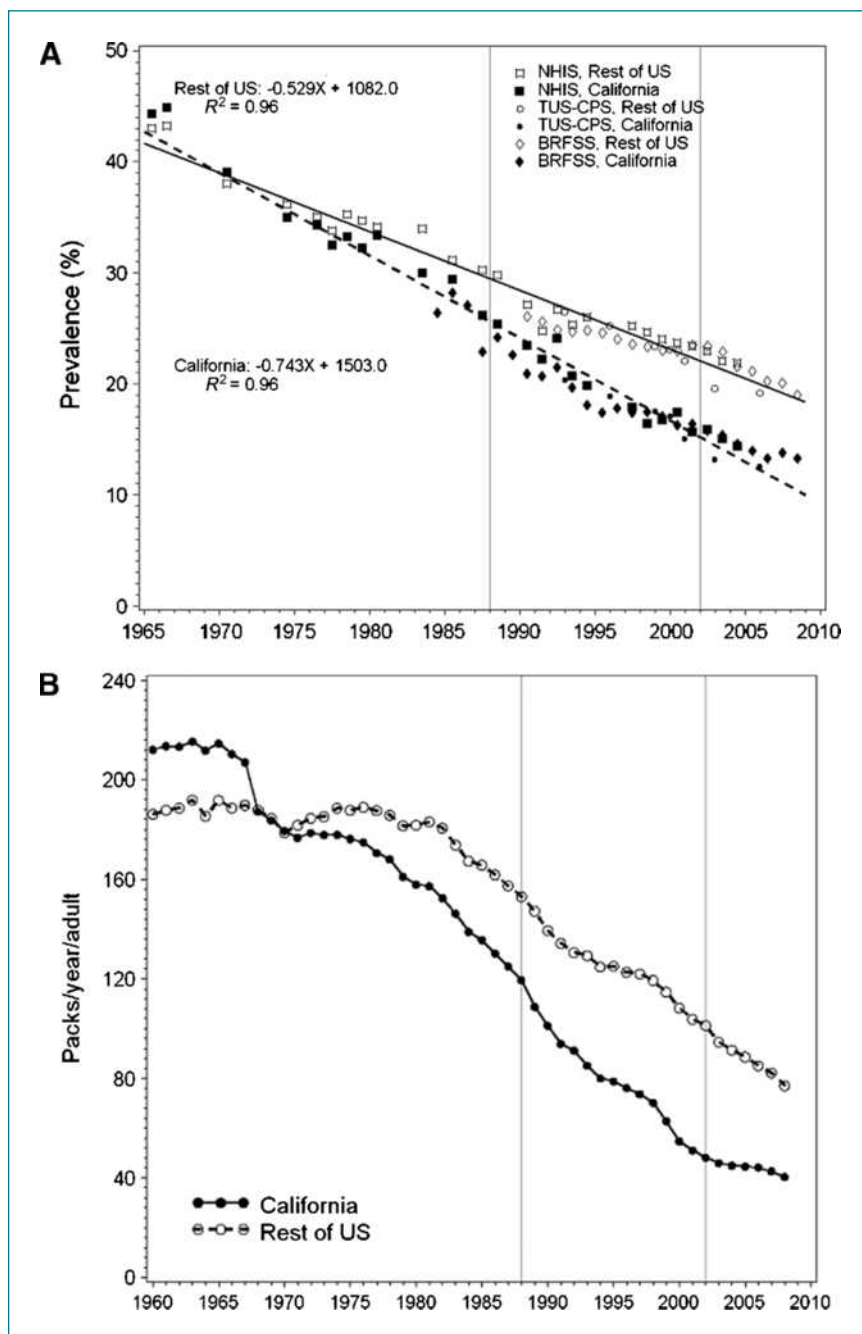 A
50
40
30
20
10
0
Prevalence (%)
Rest of US: -0.529X + 1082.0
R² = 0.96
NHIS, Rest of US
NHIS, California
TUS-CPS, Rest of US
TUS-CPS, California
BRFSS, Rest of US
BRFSS, California
California: -0.743X + 1503.0
R² = 0.96
1965 1970 1975 1980 1985 1990 1995 2000 2005 2010
B
240
200
160
120
80
40
0
Packs/year/adult
California
Rest of US
1960 1965 1970 1975 1980 1985 1990 1995 2000 2005 2010